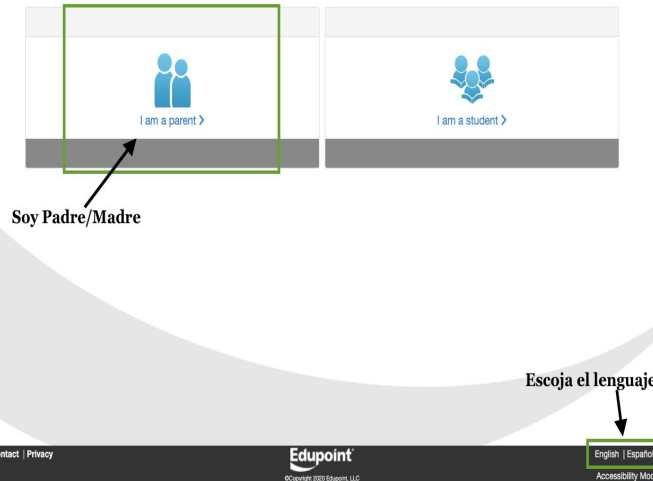 I am a parent >
I am a student >
Soy Padre/Madre
Escoja el lenguaje
ontact | Privacy
Edupoint
English | Español
©Copyright 2020 Edupoint, LLC
Accessibility Mod